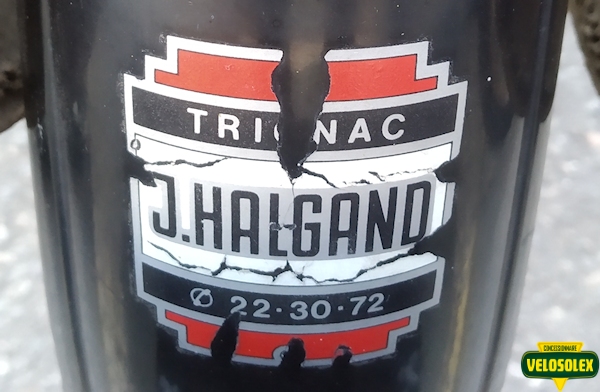 TRIGNAC
J.HALGAND
22-30-72
CONCESSIONNAIRE
VELOSOLEX